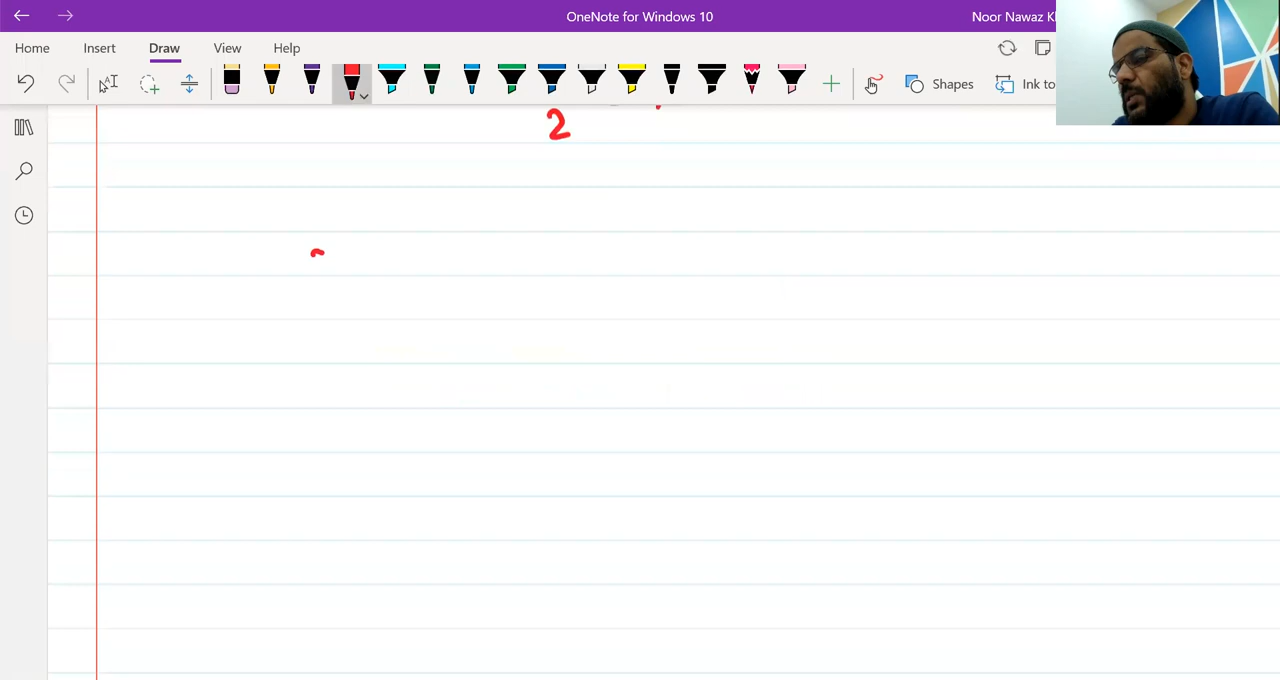 OneNote for Windows 10
Noor Nawaz
Home Insert Draw View Help
Shapes Ink to
2